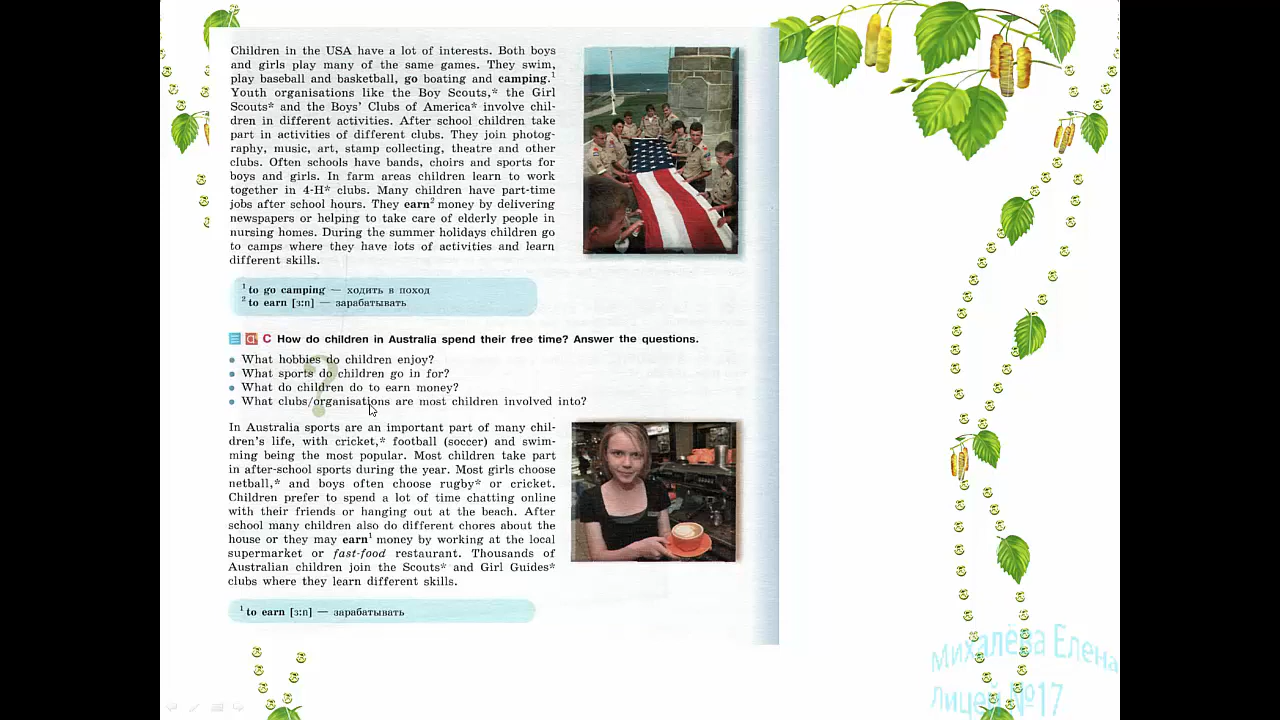 Children in the USA have a lot of interests. Both boys
and girls play many of the same games. They swim,
play baseball and basketball, go boating and camping.¹
Youth organisations like the Boy Scouts,* the Girl
Scouts* and the Boys' Clubs of America* involve chil-
dren in different activities. After school children take
part in activities of different clubs. They join photog-
raphy, music, art, stamp collecting, theatre and other
clubs. Often schools have bands, choirs and sports for
boys and girls. In farm areas children learn to work
together in 4-H* clubs. Many children have part-time
jobs after school hours. They earn² money by delivering
newspapers or helping to take care of elderly people in
nursing homes. During the summer holidays children go
to camps where they have lots of activities and learn
different skills.
¹ to go camping — ходить в поход
² to earn [ɜːn] — зарабатывать
C How do children in Australia spend their free time? Answer the questions.
• What hobbies do children enjoy?
• What sports do children go in for?
• What do children do to earn money?
• What clubs/organisations are most children involved into?
In Australia sports are an important part of many chil-
dren's life, with cricket,* football (soccer) and swim-
ming being the most popular. Most children take part
in after-school sports during the year. Most girls choose
netball,* and boys often choose rugby* or cricket.
Children prefer to spend a lot of time chatting online
with their friends or hanging out at the beach. After
school many children also do different chores about the
house or they may earn¹ money by working at the local
supermarket or fast-food restaurant. Thousands of
Australian children join the Scouts* and Girl Guides*
clubs where they learn different skills.
¹ to earn [ɜːn] — зарабатывать
Михалёва Елена
Лицей №17